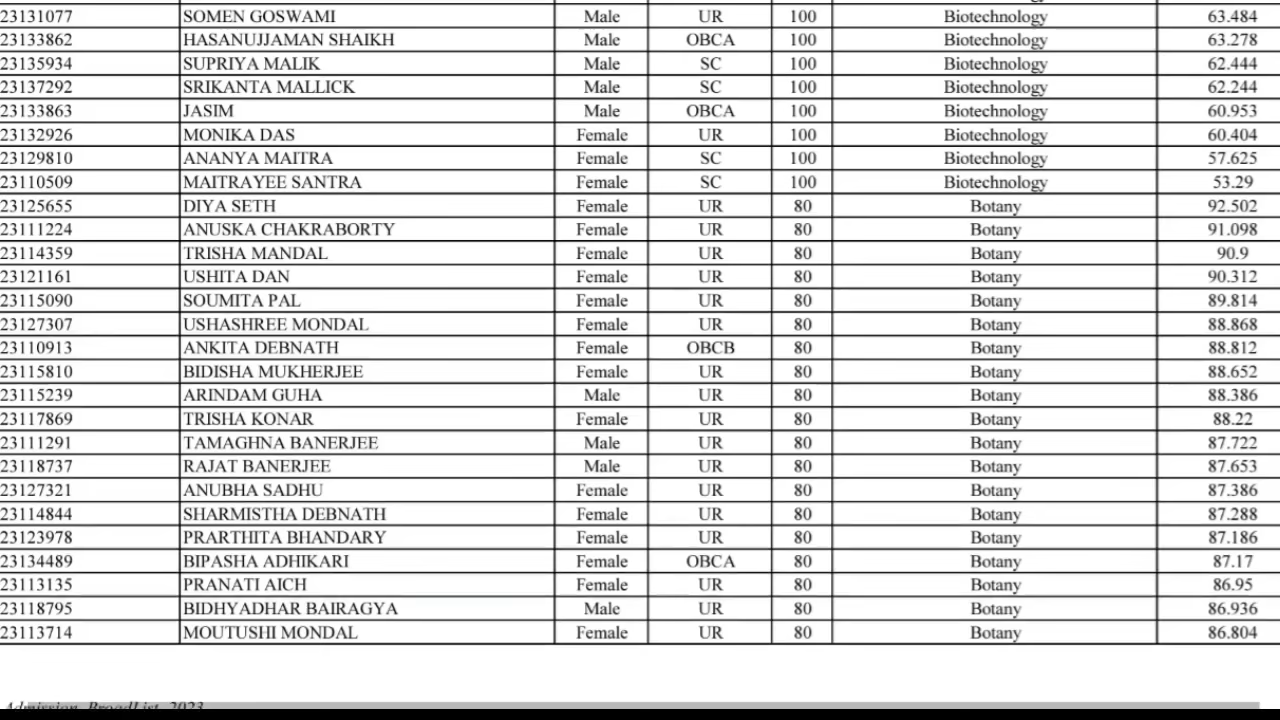 23131077 SOMEN GOSWAMI Male UR 100 Biotechnology 63.484
23133862 HASANUJJAMAN SHAIKH Male OBCA 100 Biotechnology 63.278
23135934 SUPRIYA MALIK Male SC 100 Biotechnology 62.444
23137292 SRIKANTA MALLICK Male SC 100 Biotechnology 62.244
23133863 JASIM Male OBCA 100 Biotechnology 60.953
23132926 MONIKA DAS Female UR 100 Biotechnology 60.404
23129810 ANANYA MAITRA Female SC 100 Biotechnology 57.625
23110509 MAITRAYEE SANTRA Female SC 100 Biotechnology 53.29
23125655 DIYA SETH Female UR 80 Botany 92.502
23111224 ANUSKA CHAKRABORTY Female UR 80 Botany 91.098
23114359 TRISHA MANDAL Female UR 80 Botany 90.9
23121161 USHITA DAN Female UR 80 Botany 90.312
23115090 SOUMITA PAL Female UR 80 Botany 89.814
23127307 USHASHREE MONDAL Female UR 80 Botany 88.868
23110913 ANKITA DEBNATH Female OBCB 80 Botany 88.812
23115810 BIDISHA MUKHERJEE Female UR 80 Botany 88.652
23115239 ARINDAM GUHA Male UR 80 Botany 88.386
23117869 TRISHA KONAR Female UR 80 Botany 88.22
23111291 TAMAGHNA BANERJEE Male UR 80 Botany 87.722
23118737 RAJAT BANERJEE Male UR 80 Botany 87.653
23127321 ANUBHA SADHU Female UR 80 Botany 87.386
23114844 SHARMISTHA DEBNATH Female UR 80 Botany 87.288
23123978 PRARTHITA BHANDARY Female UR 80 Botany 87.186
23134489 BIPASHA ADHIKARI Female OBCA 80 Botany 87.17
23113135 PRANATI AICH Female UR 80 Botany 86.95
23118795 BIDHYADHAR BAIRAGYA Male UR 80 Botany 86.936
23113714 MOUTUSHI MONDAL Female UR 80 Botany 86.804
Admission_BroadList_2023